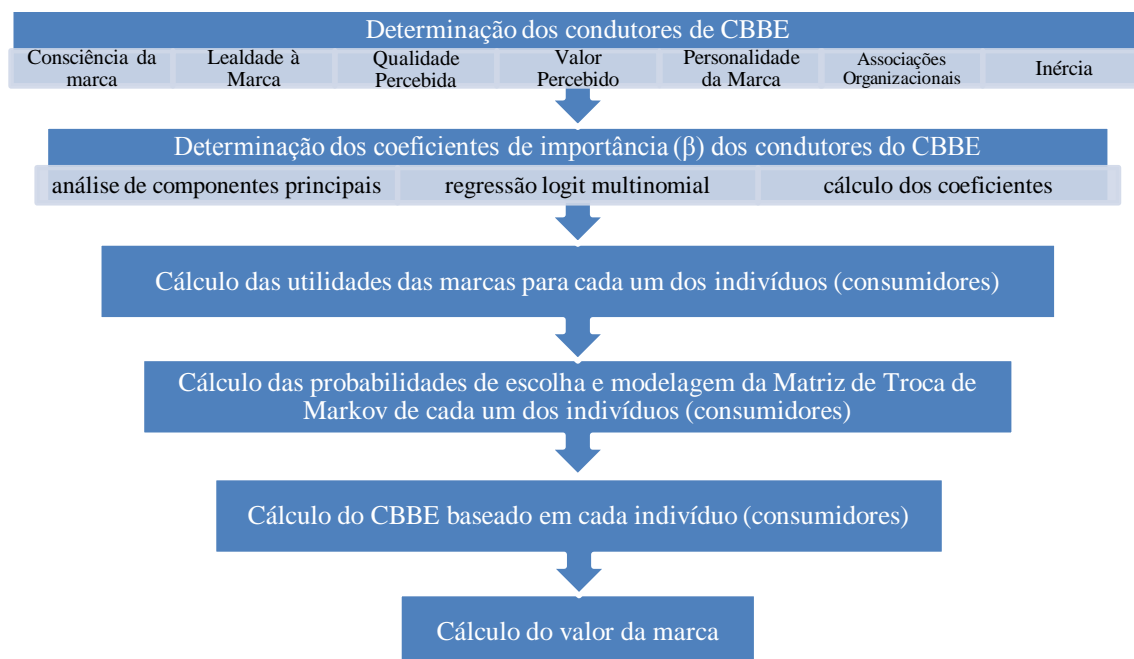 Determinação dos condutores de CBBE
Consciência da
marca
Lealdade à
Marca
Qualidade
Percebida
Valor
Percebido
Personalidade
da Marca
Associações
Organizacionais
Inércia
Determinação dos coeficientes de importância (β) dos condutores do CBBE
análise de componentes principais
regressão logit multinomial
cálculo dos coeficientes
Cálculo das utilidades das marcas para cada um dos indivíduos (consumidores)
Cálculo das probabilidades de escolha e modelagem da Matriz de Troca de
Markov de cada um dos indivíduos (consumidores)
Cálculo do CBBE baseado em cada indivíduo (consumidores)
Cálculo do valor da marca